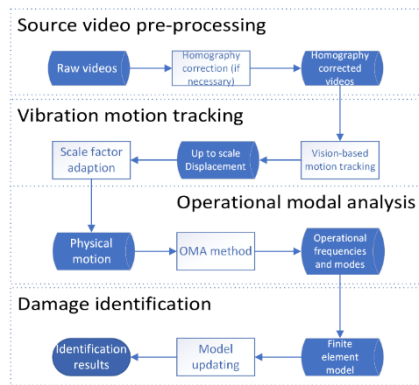 Source video pre-processing
Raw videos
Homography
correction (if
necessary)
Homography
corrected
videos
Vibration motion tracking
Scale factor
adaption
Up to scale
Displacement
Vision-based
motion tracking
Operational modal analysis
Physical
motion
OMA method
Operational
frequencies
and modes
Damage identification
Identification
results
Model
updating
Finite
element
model